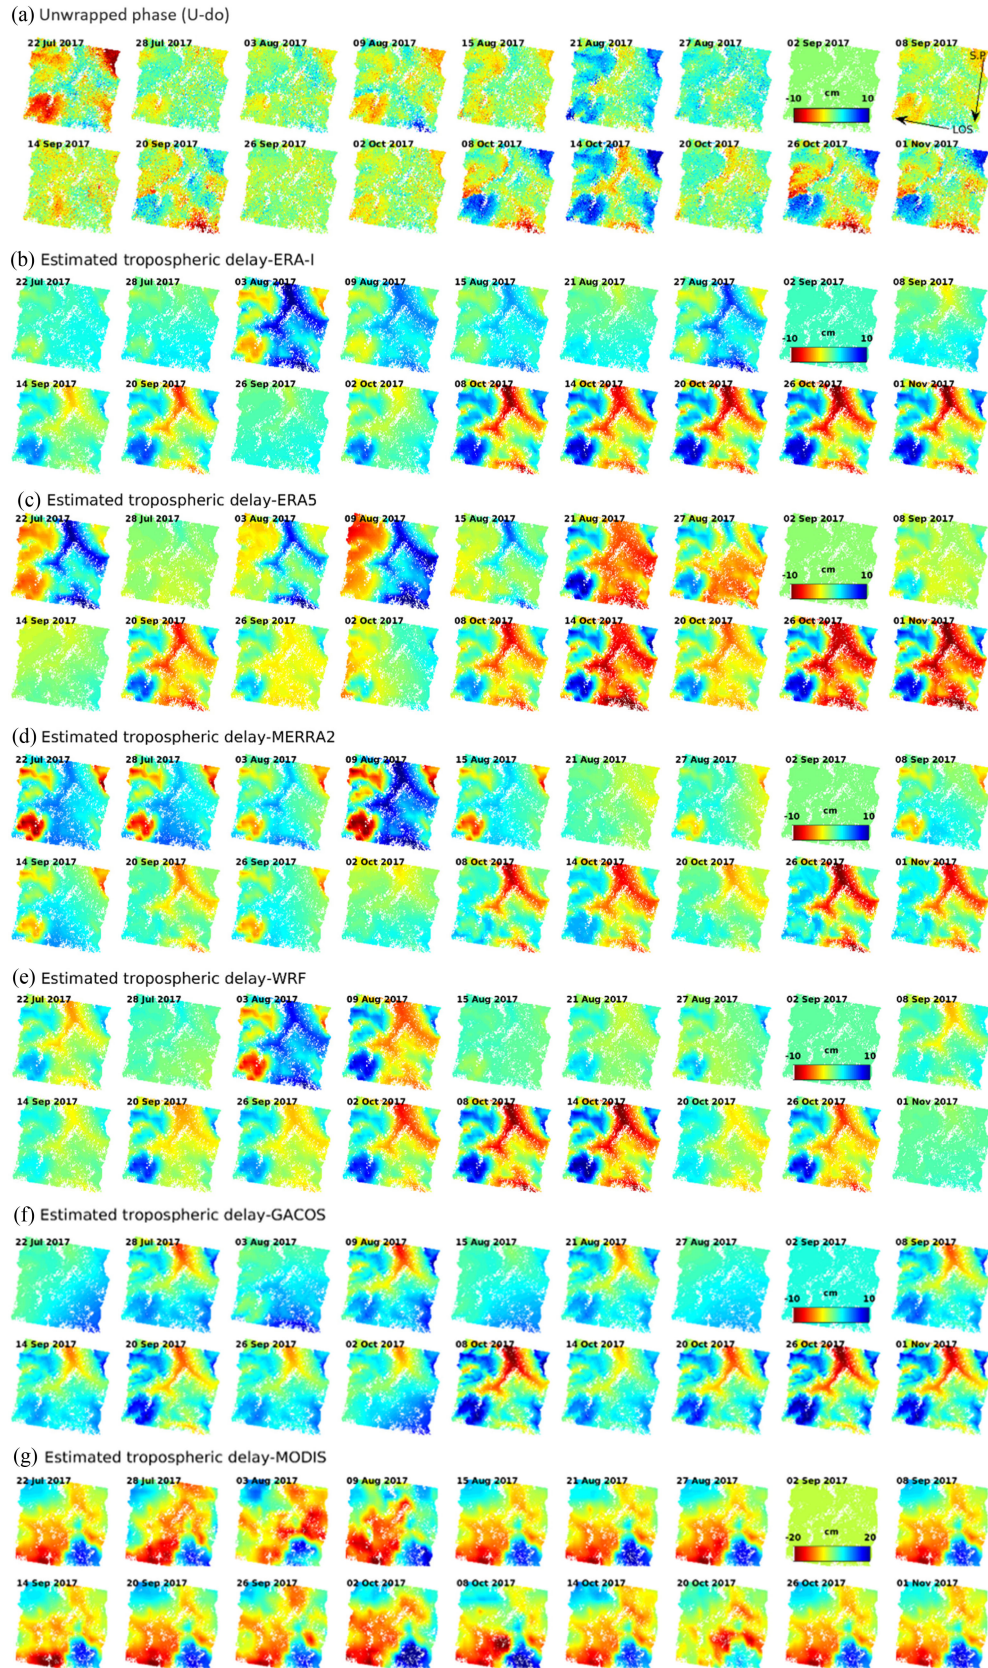 (a) Unwrapped phase (U-do)
22 Jul 2017 28 Jul 2017 03 Aug 2017 09 Aug 2017 15 Aug 2017 21 Aug 2017 27 Aug 2017 02 Sep 2017 08 Sep 2017
S.P
cm
-10 10
LOS
14 Sep 2017 20 Sep 2017 26 Sep 2017 02 Oct 2017 08 Oct 2017 14 Oct 2017 20 Oct 2017 26 Oct 2017 01 Nov 2017
(b) Estimated tropospheric delay-ERA-I
22 Jul 2017 28 Jul 2017 03 Aug 2017 09 Aug 2017 15 Aug 2017 21 Aug 2017 27 Aug 2017 02 Sep 2017 08 Sep 2017
-10 cm 10
14 Sep 2017 20 Sep 2017 26 Sep 2017 02 Oct 2017 08 Oct 2017 14 Oct 2017 20 Oct 2017 26 Oct 2017 01 Nov 2017
(c) Estimated tropospheric delay-ERA5
22 Jul 2017 28 Jul 2017 03 Aug 2017 09 Aug 2017 15 Aug 2017 21 Aug 2017 27 Aug 2017 02 Sep 2017 08 Sep 2017
cm
-10 10
14 Sep 2017 20 Sep 2017 26 Sep 2017 02 Oct 2017 08 Oct 2017 14 Oct 2017 20 Oct 2017 26 Oct 2017 01 Nov 2017
(d) Estimated tropospheric delay-MERRA2
22 Jul 2017 28 Jul 2017 03 Aug 2017 09 Aug 2017 15 Aug 2017 21 Aug 2017 27 Aug 2017 02 Sep 2017 08 Sep 2017
cm
-10 10
14 Sep 2017 20 Sep 2017 26 Sep 2017 02 Oct 2017 08 Oct 2017 14 Oct 2017 20 Oct 2017 26 Oct 2017 01 Nov 2017
(e) Estimated tropospheric delay-WRF
22 Jul 2017 28 Jul 2017 03 Aug 2017 09 Aug 2017 15 Aug 2017 21 Aug 2017 27 Aug 2017 02 Sep 2017 08 Sep 2017
cm
-10 10
14 Sep 2017 20 Sep 2017 26 Sep 2017 02 Oct 2017 08 Oct 2017 14 Oct 2017 20 Oct 2017 26 Oct 2017 01 Nov 2017
(f) Estimated tropospheric delay-GACOS
22 Jul 2017 28 Jul 2017 03 Aug 2017 09 Aug 2017 15 Aug 2017 21 Aug 2017 27 Aug 2017 02 Sep 2017 08 Sep 2017
cm
-10 10
14 Sep 2017 20 Sep 2017 26 Sep 2017 02 Oct 2017 08 Oct 2017 14 Oct 2017 20 Oct 2017 26 Oct 2017 01 Nov 2017
(g) Estimated tropospheric delay-MODIS
22 Jul 2017 28 Jul 2017 03 Aug 2017 09 Aug 2017 15 Aug 2017 21 Aug 2017 27 Aug 2017 02 Sep 2017 08 Sep 2017
cm
-20 20
14 Sep 2017 20 Sep 2017 26 Sep 2017 02 Oct 2017 08 Oct 2017 14 Oct 2017 20 Oct 2017 26 Oct 2017 01 Nov 2017